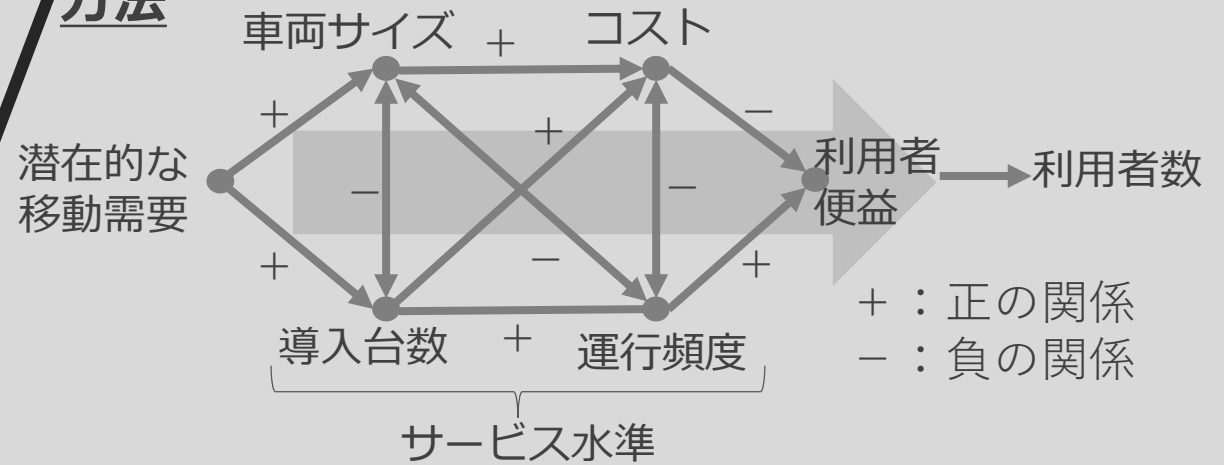 方法
車両サイズ
＋
コスト
＋
＋
－
潜在的な
移動需要
－
－
利用者
便益
利用者数
＋
－
＋
導入台数
＋
運行頻度
＋：正の関係
－：負の関係
サービス水準